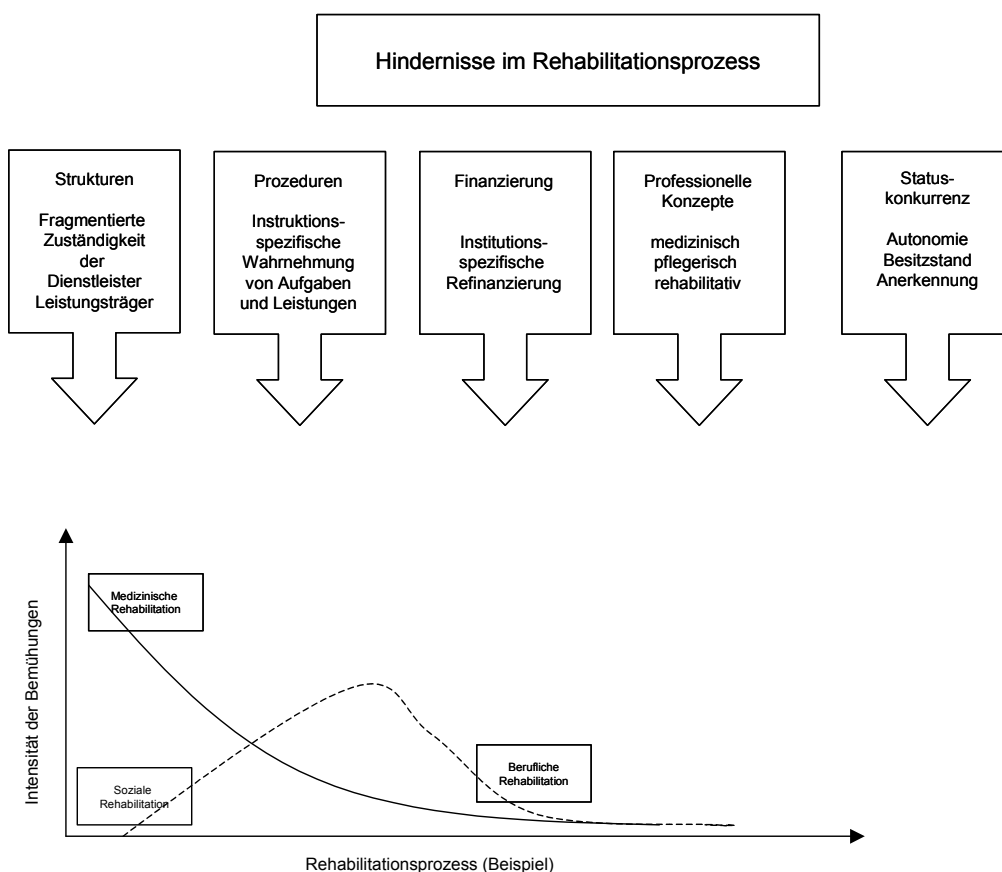 Hindernisse im Rehabilitationsprozess
Strukturen
Fragmentierte
Zuständigkeit
der
Dienstleister
Leistungsträger
Prozeduren
Instruktions-
spezifische
Wahrnehmung
von Aufgaben
und Leistungen
Finanzierung
Institutions-
spezifische
Refinanzierung
Professionelle
Konzepte
medizinisch
pflegerisch
rehabilitativ
Status-
konkurrenz
Autonomie
Besitzstand
Anerkennung
Intensität der Bemühungen
Medizinische
Rehabilitation
Soziale
Rehabilitation
Berufliche
Rehabilitation
Rehabilitationsprozess (Beispiel)